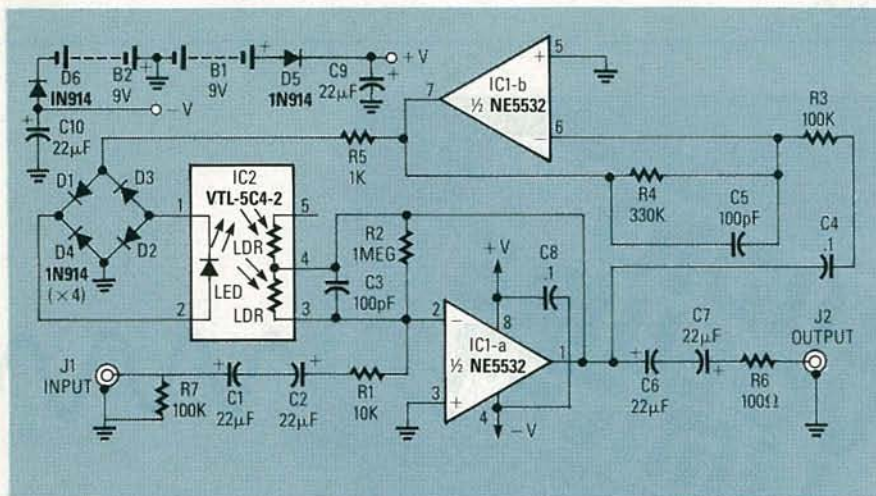 D6
1N914
B2
9V
+
B1
9V
+
D5
1N914
C9
22μF
+
+V
-V
+
C10
22μF
7
IC1-b
½ NE5532
+
5
-
6
R3
100K
R5
1K
R4
330K
C5
100pF
C4
.1
D1
D3
D4
D2
1N914
(×4)
IC2
VTL-5C4-2
1
2
LED
5
LDR
4
LDR
3
R2
1MEG
C3
100pF
+V
C8
.1
8
2
-
IC1-a
½ NE5532
1
3
+
4
-V
J1
INPUT
R7
100K
C1
22μF
+
C2
22μF
+
R1
10K
C6
22μF
+
C7
22μF
+
R6
100Ω
J2
OUTPUT